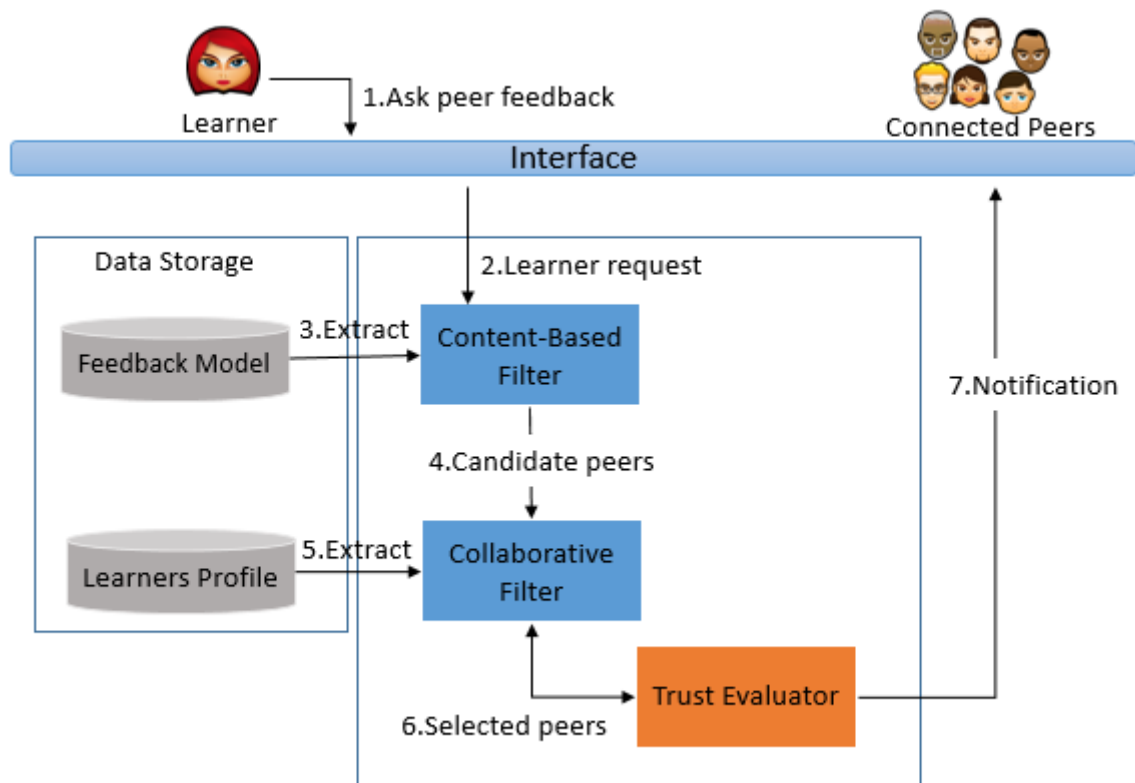 1.Ask peer feedback
Learner
Connected Peers
Interface
Data Storage
2.Learner request
3.Extract
Feedback Model
Content-Based
Filter
7.Notification
4.Candidate peers
5.Extract
Learners Profile
Collaborative
Filter
Trust Evaluator
6.Selected peers